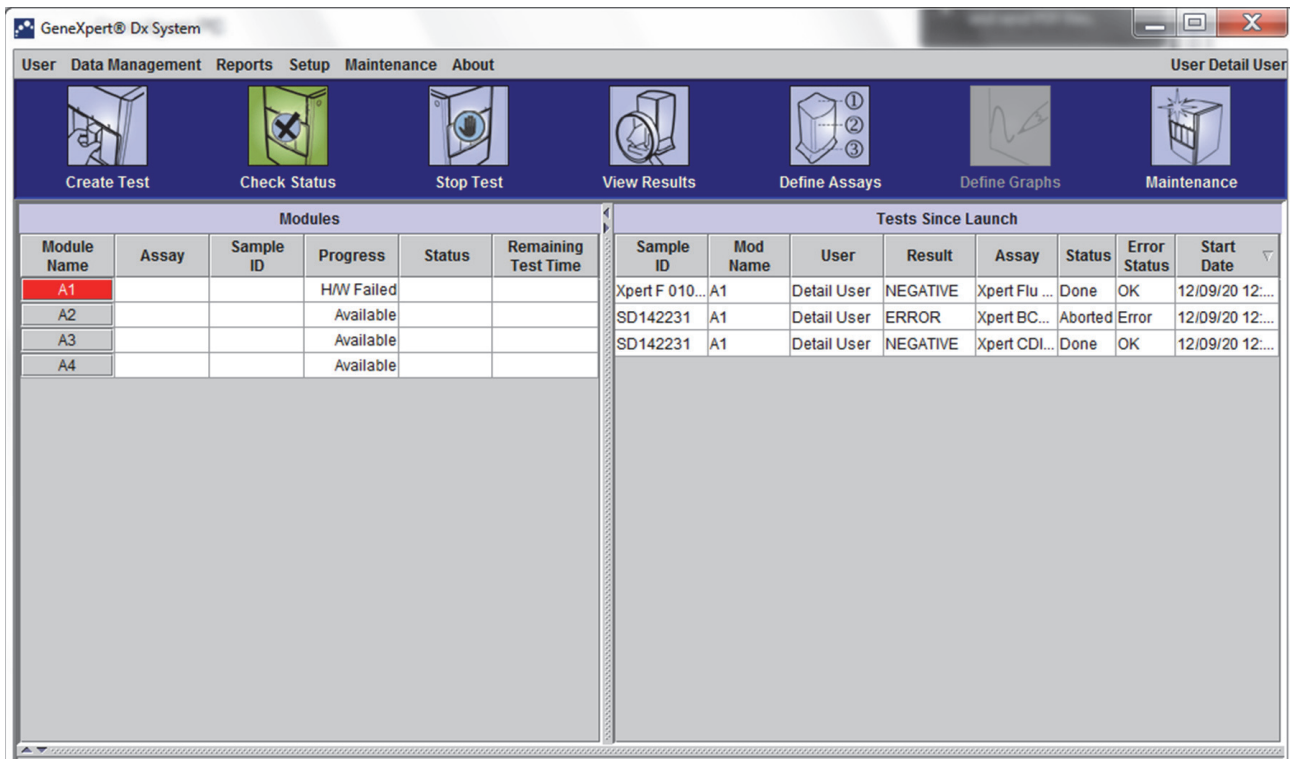 GeneXpert® Dx System
User Data Management Reports Setup Maintenance About User Detail User
① ② ③
Create Test Check Status Stop Test View Results Define Assays Define Graphs Maintenance
Modules
Module Name Assay Sample ID Progress Status Remaining Test Time
A1 H/W Failed
A2 Available
A3 Available
A4 Available
Tests Since Launch
Sample ID Mod Name User Result Assay Status Error Status Start Date
Xpert F 010... A1 Detail User NEGATIVE Xpert Flu ... Done OK 12/09/20 12:...
SD142231 A1 Detail User ERROR Xpert BC... Aborted Error 12/09/20 12:...
SD142231 A1 Detail User NEGATIVE Xpert CDI... Done OK 12/09/20 12:...